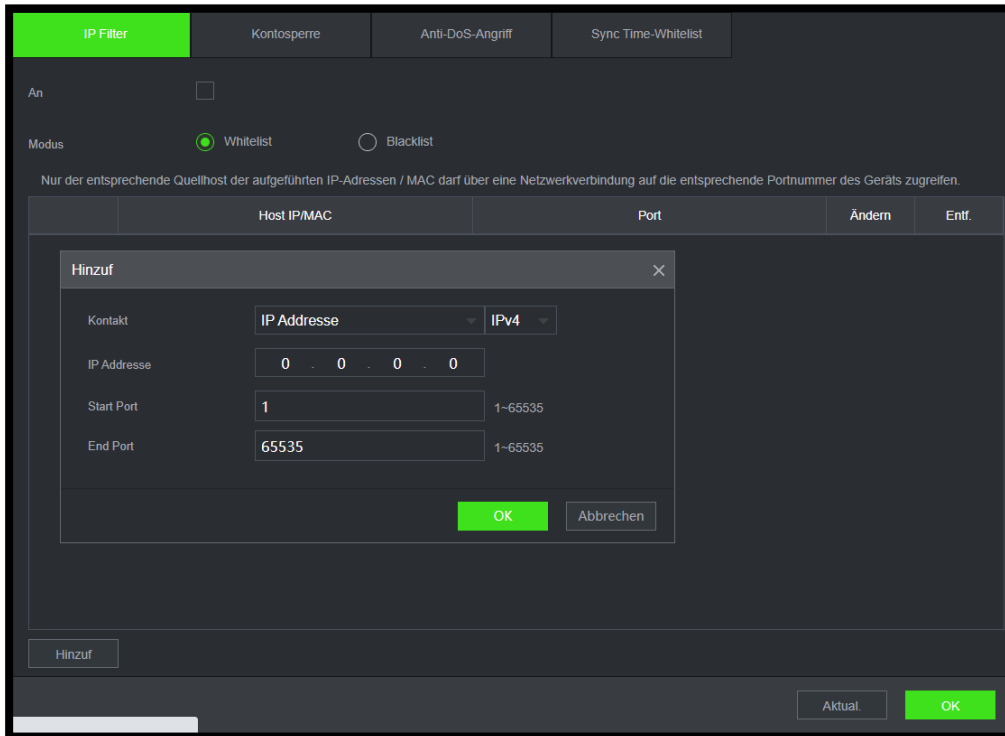 IP Filter Kontosperre Anti-DoS-Angriff Sync Time-Whitelist
An
Modus Whitelist Blacklist
Nur der entsprechende Quellhost der aufgeführten IP-Adressen / MAC darf über eine Netzwerkverbindung auf die entsprechende Portnummer des Geräts zugreifen.
Host IP/MAC Port Ändern Entf.
Hinzuf
Kontakt IP Addresse IPv4
IP Addresse 0 . 0 . 0 . 0
Start Port 1 1~65535
End Port 65535 1~65535
OK Abbrechen
Hinzuf
Aktual. OK